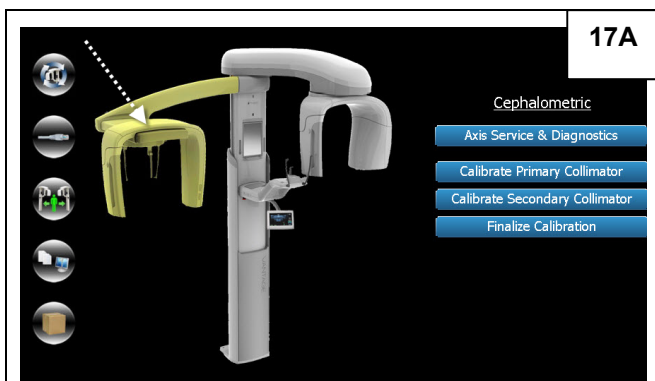 17A
Cephalometric
Axis Service & Diagnostics
Calibrate Primary Collimator
Calibrate Secondary Collimator
Finalize Calibration